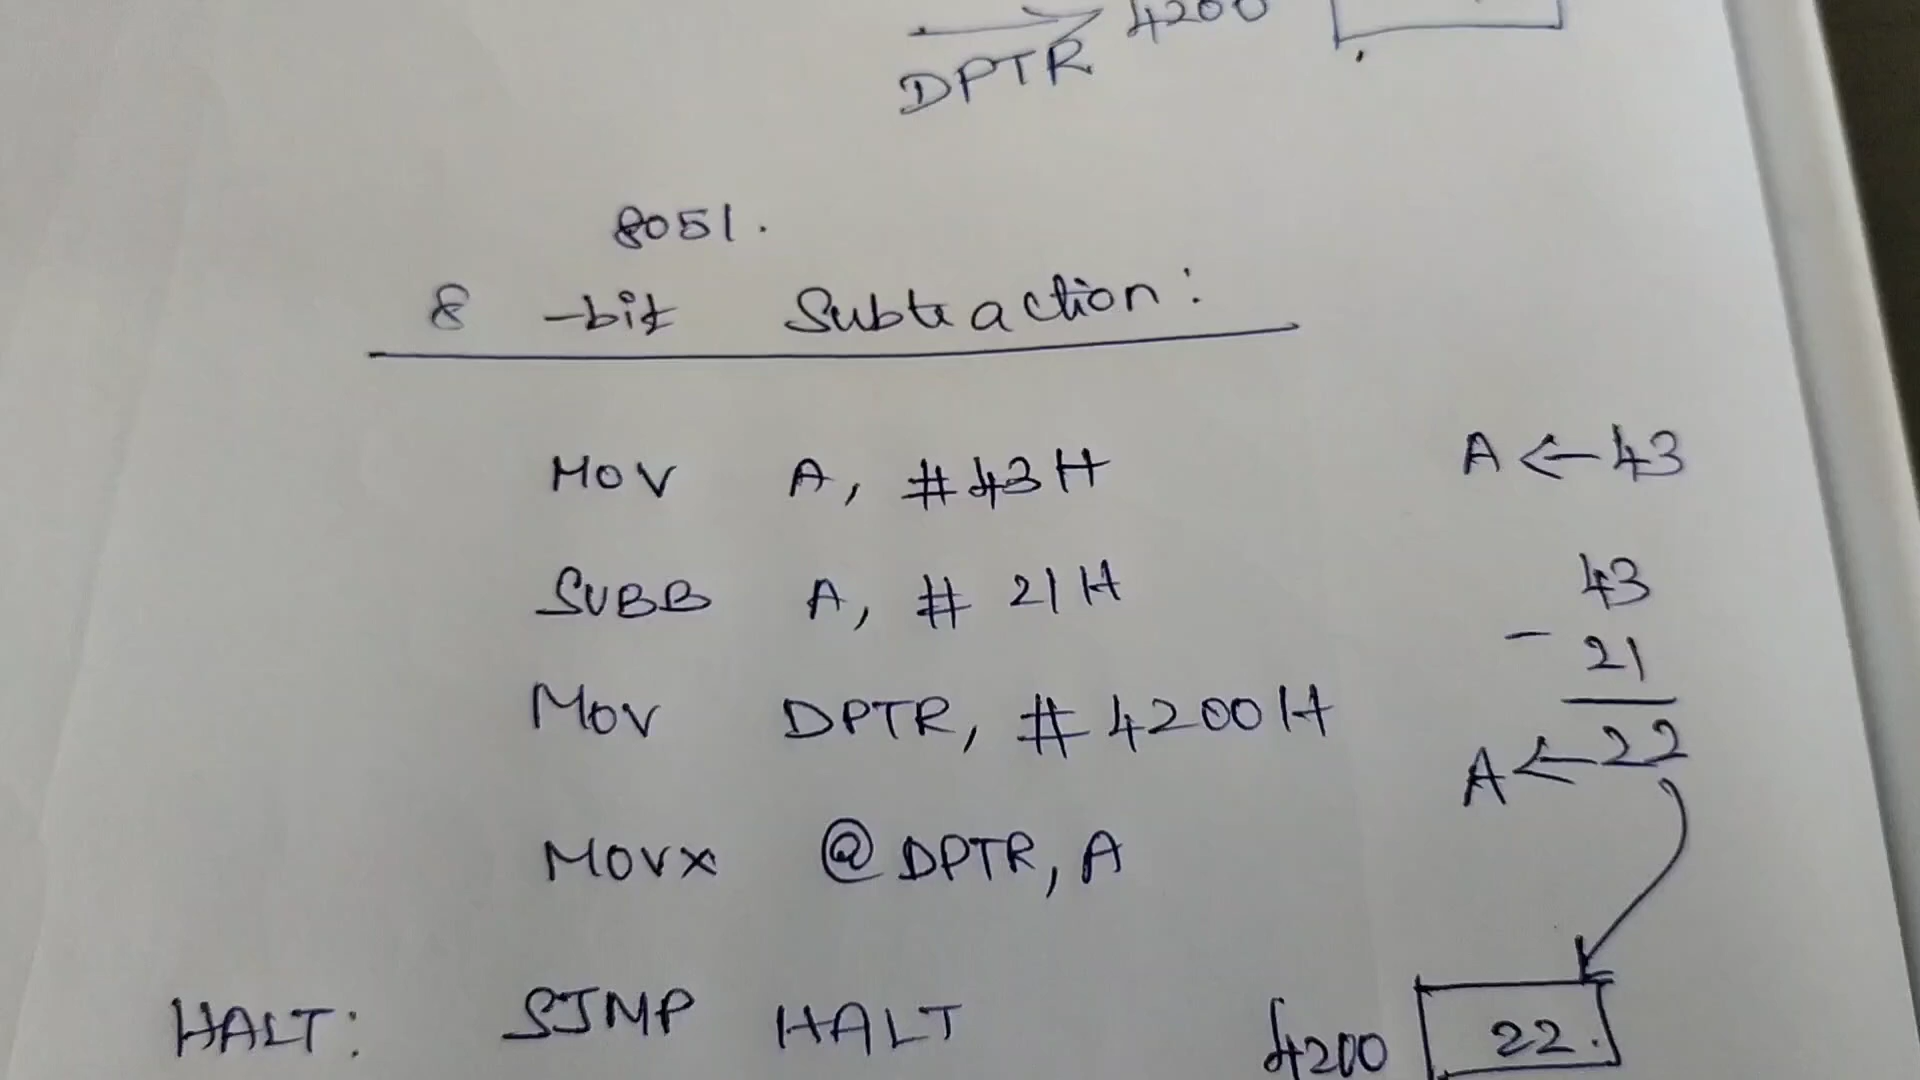 4200
DPTR
8051.
8 -bit Subtraction:
MOV A, #43H A ← 43
SUBB A, # 21H 43
- 21
MOV DPTR, # 4200H 22
A ←
MOVX @DPTR, A
HALT: SJMP HALT 4200 22.